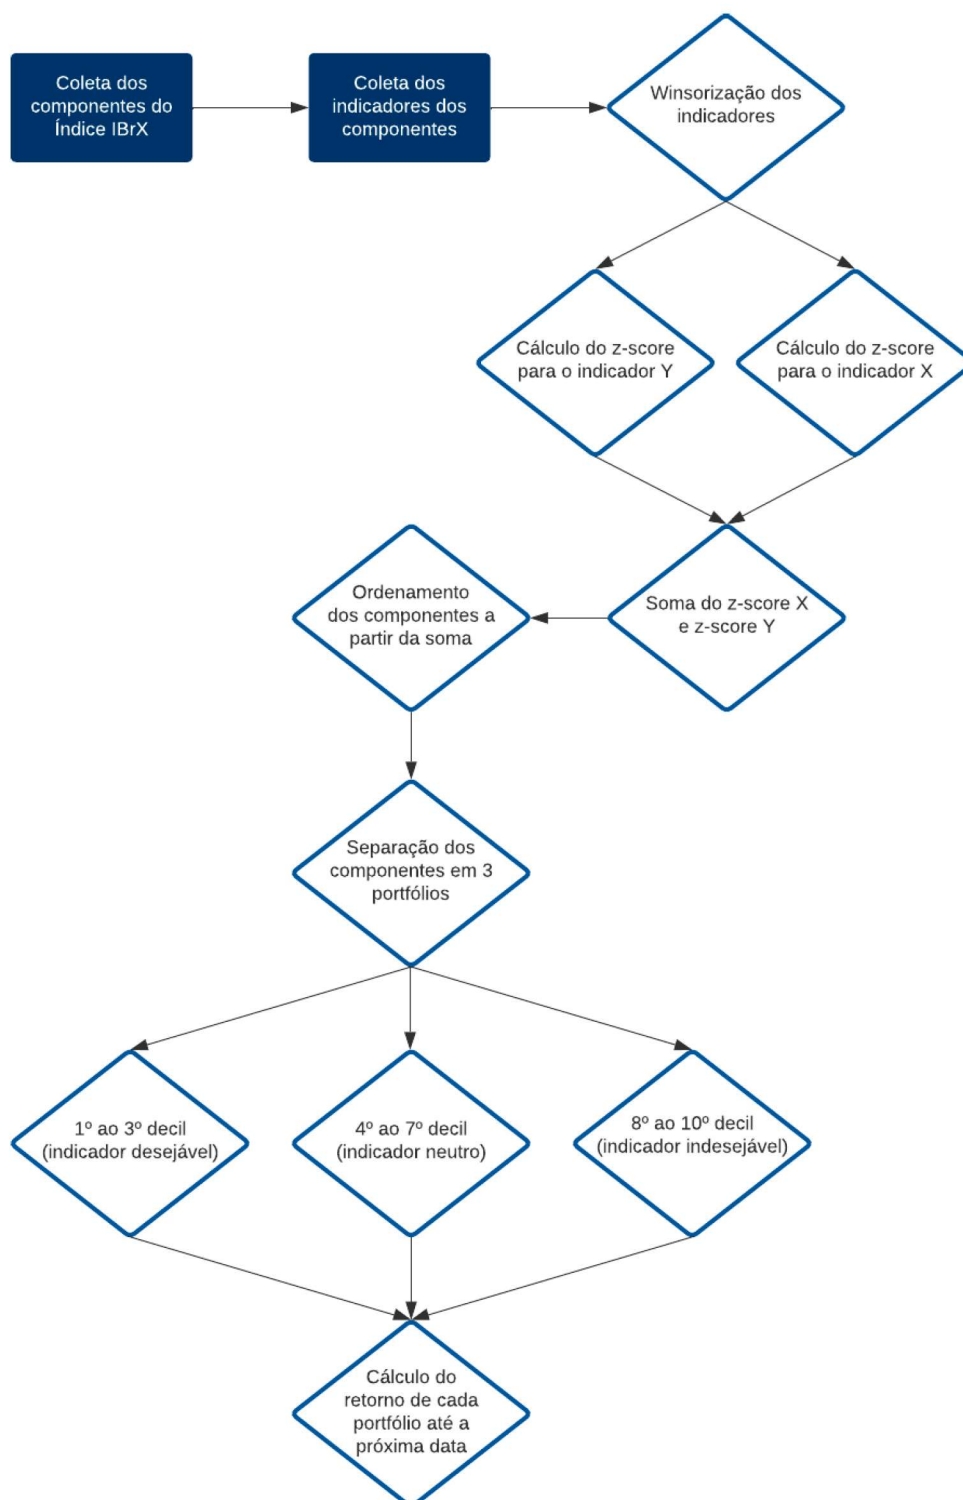 Coleta dos
componentes do
Índice IBrX
Coleta dos
indicadores dos
componentes
Winsorização dos
indicadores
Cálculo do z-score
para o indicador Y
Cálculo do z-score
para o indicador X
Soma do z-score X
e z-score Y
Ordenamento
dos componentes a
partir da soma
Separação dos
componentes em 3
portfólios
1º ao 3º decil
(indicador desejável)
4º ao 7º decil
(indicador neutro)
8º ao 10º decil
(indicador indesejável)
Cálculo do
retorno de cada
portfólio até a
próxima data